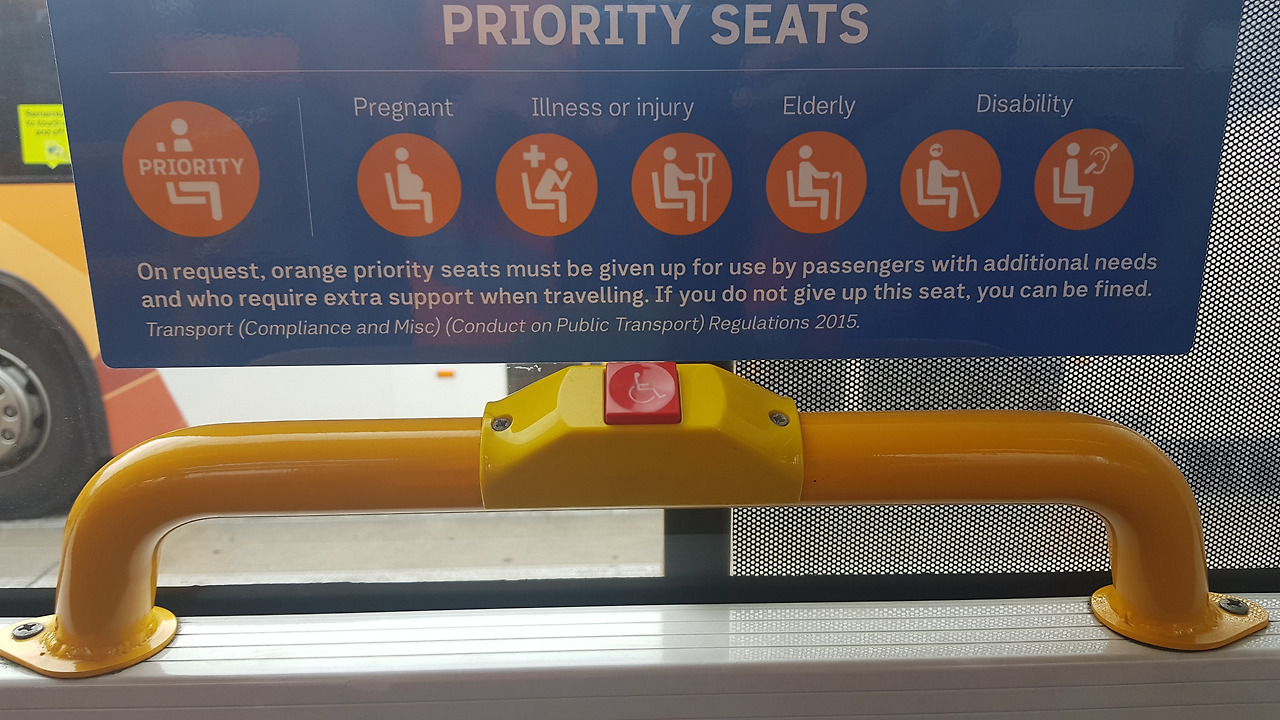 PRIORITY SEATS
Pregnant Illness or injury Elderly Disability
PRIORITY
On request, orange priority seats must be given up for use by passengers with additional needs
and who require extra support when travelling. If you do not give up this seat, you can be fined.
Transport (Compliance and Misc) (Conduct on Public Transport) Regulations 2015.